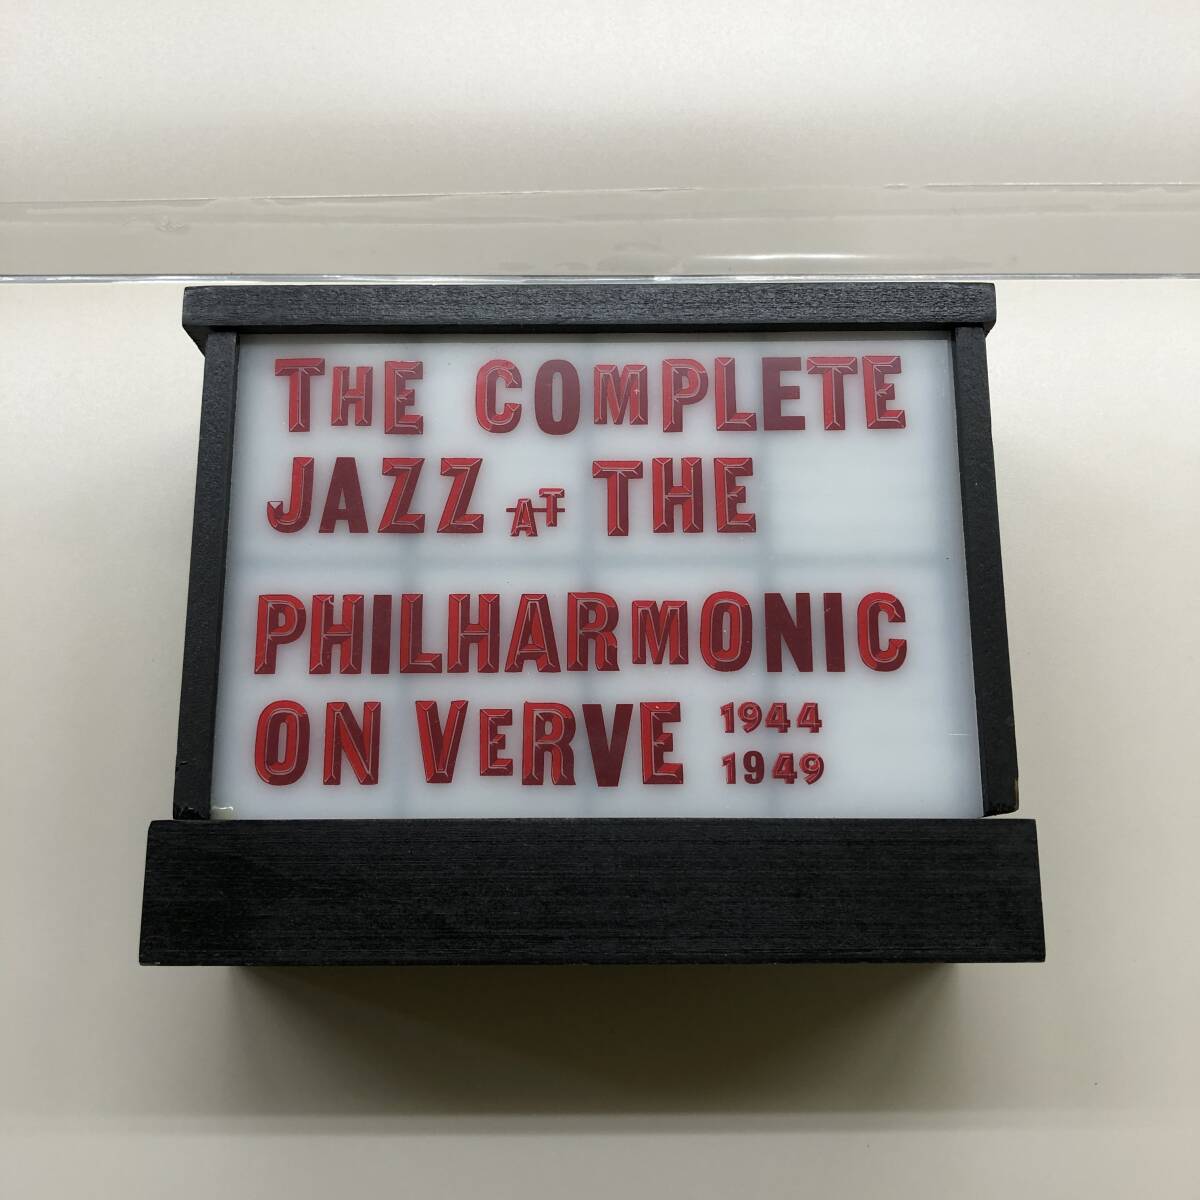 THE COMPLETE
JAZZ AT THE
PHILHARMONIC
ON VERVE 1944
1949